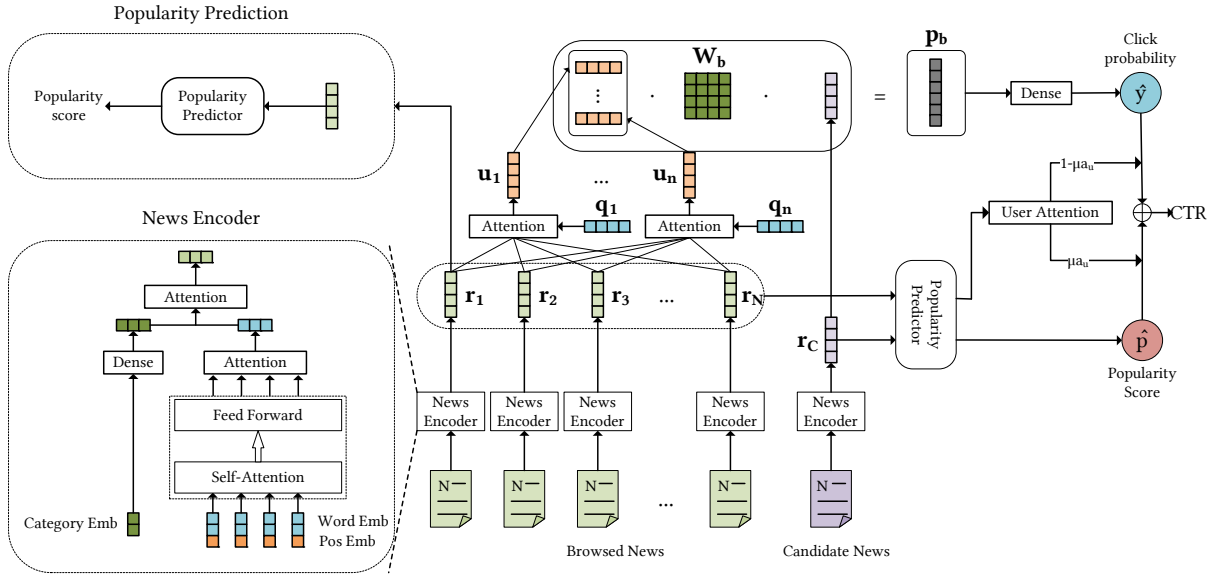 Popularity Prediction
Popularity
score
Popularity
Predictor
News Encoder
Attention
Dense
Attention
Feed Forward
Self-Attention
Category Emb
Word Emb
Pos Emb
W_b
·
·
=
p_b
Dense
Click
probability
ŷ
u_1
...
u_n
q_1
q_n
Attention
Attention
r_1
r_2
r_3
...
r_N
r_C
Popularity
Predictor
User Attention
1-μa_u
μa_u
CTR
p̂
Popularity
Score
News
Encoder
News
Encoder
News
Encoder
News
Encoder
News
Encoder
N
N
N
...
N
N
Browsed News
Candidate News